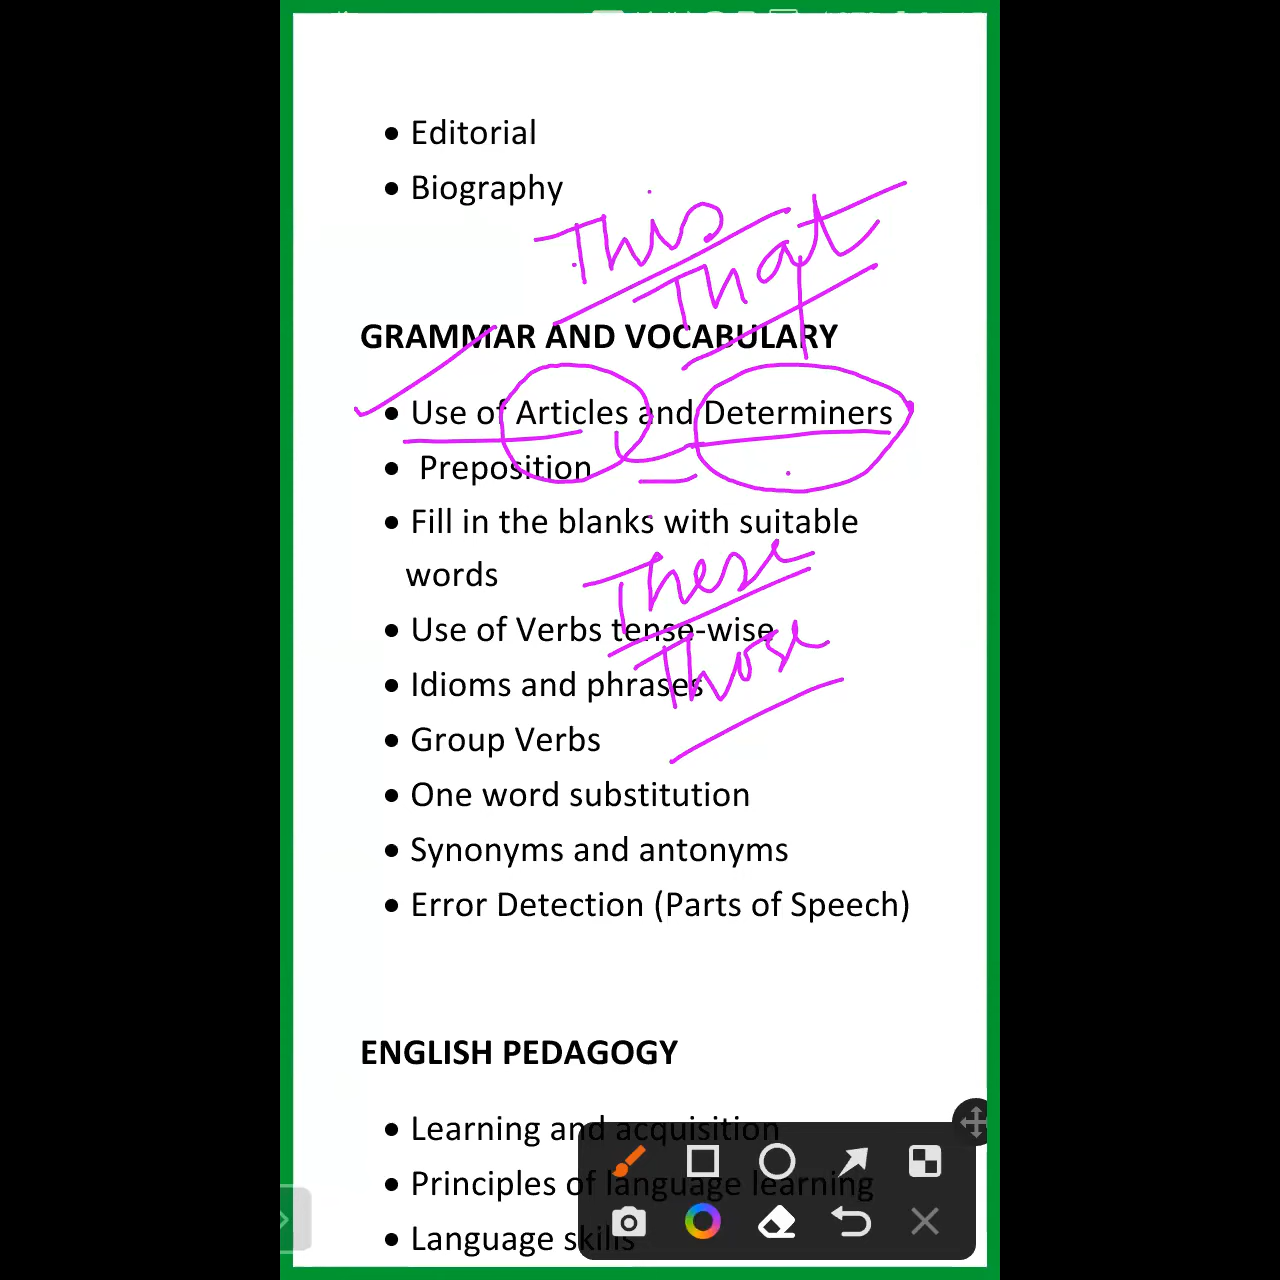 • Editorial
• Biography
This
That
GRAMMAR AND VOCABULARY
• Use of Articles and Determiners
• Preposition
• Fill in the blanks with suitable
words
These
• Use of Verbs tense-wise
Those
• Idioms and phrases
• Group Verbs
• One word substitution
• Synonyms and antonyms
• Error Detection (Parts of Speech)
ENGLISH PEDAGOGY
• Learning and acquisition
• Principles of language learning
• Language skills